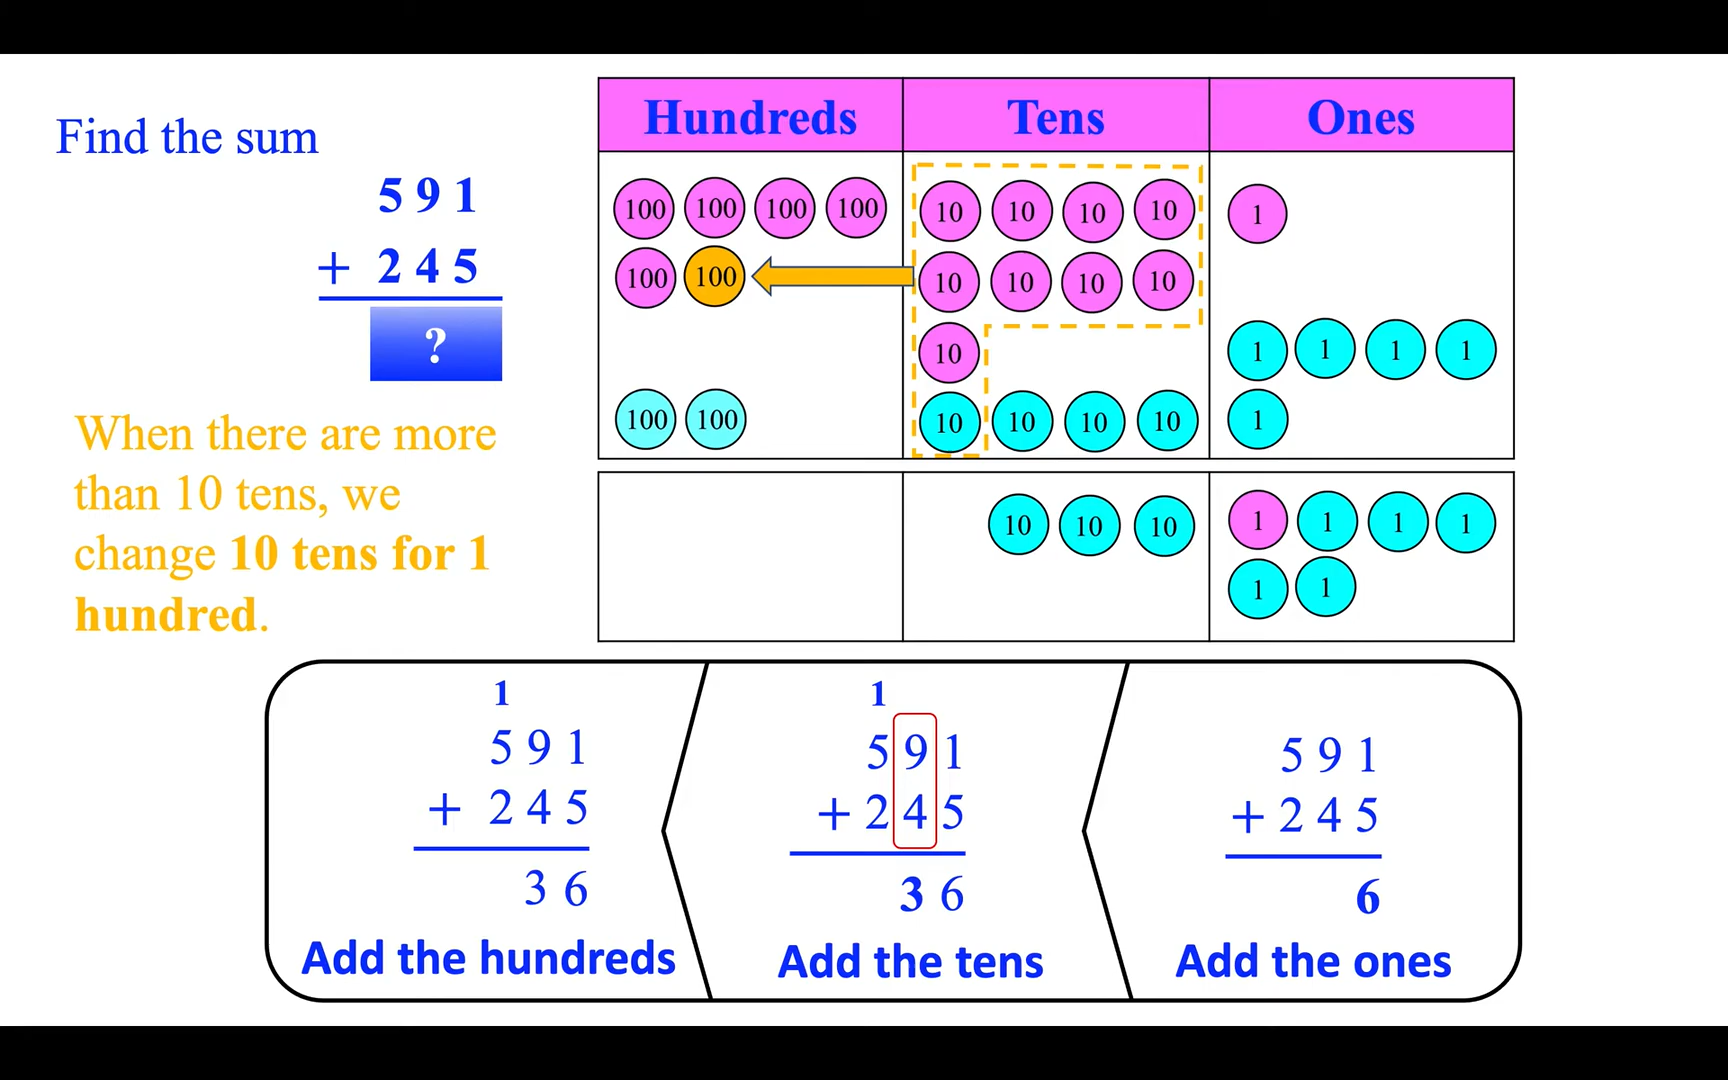 Find the sum
5 9 1
+ 2 4 5
?
When there are more
than 10 tens, we
change 10 tens for 1
hundred.
Hundreds Tens Ones
100 100 100 100 10 10 10 10 1
100 100 10 10 10 10
10 1 1 1 1
100 100 10 10 10 10 1
10 10 10 1 1 1 1
1 1
1
5 9 1
+ 2 4 5
3 6
Add the hundreds
1
5 9 1
+ 2 4 5
3 6
Add the tens
5 9 1
+ 2 4 5
6
Add the ones